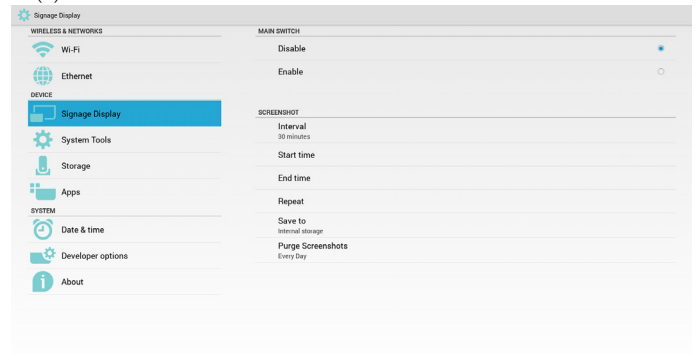 Signage Display
WIRELESS & NETWORKS
Wi-Fi
Ethernet
DEVICE
Signage Display
System Tools
Storage
Apps
SYSTEM
Date & time
Developer options
About
MAIN SWITCH
Disable
Enable
SCREENSHOT
Interval
30 minutes
Start time
End time
Repeat
Save to
Internal storage
Purge Screenshots
Every Day